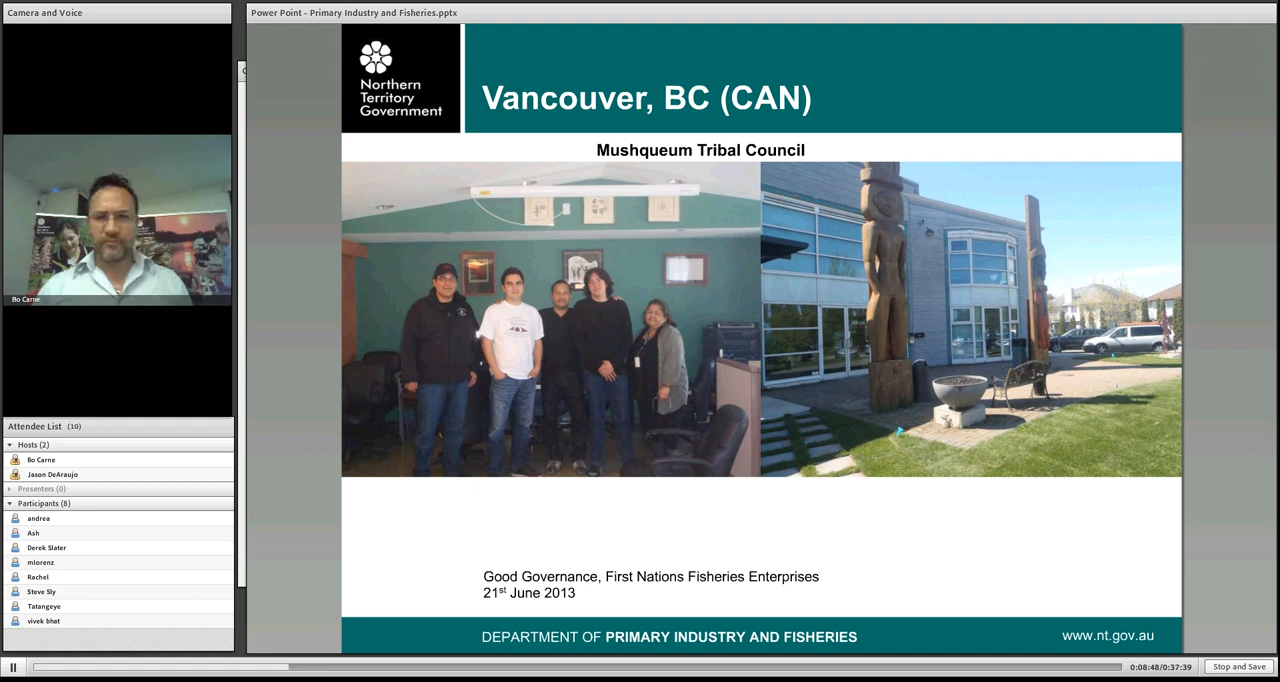 Camera and Voice
Power Point - Primary Industry and Fisheries.pptx
Northern
Territory
Government
Vancouver, BC (CAN)
Mushqueum Tribal Council
Bo Carne
Attendee List (10)
Hosts (2)
Bo Carne
Jason DeAraujo
Presenters (0)
Participants (8)
andrea
Ash
Derek Slater
mlorenz
Rachel
Steve Sly
Tatangeye
vivek bhat
Good Governance, First Nations Fisheries Enterprises
21st June 2013
DEPARTMENT OF PRIMARY INDUSTRY AND FISHERIES
www.nt.gov.au
0:08:48/0:37:39
Stop and Save